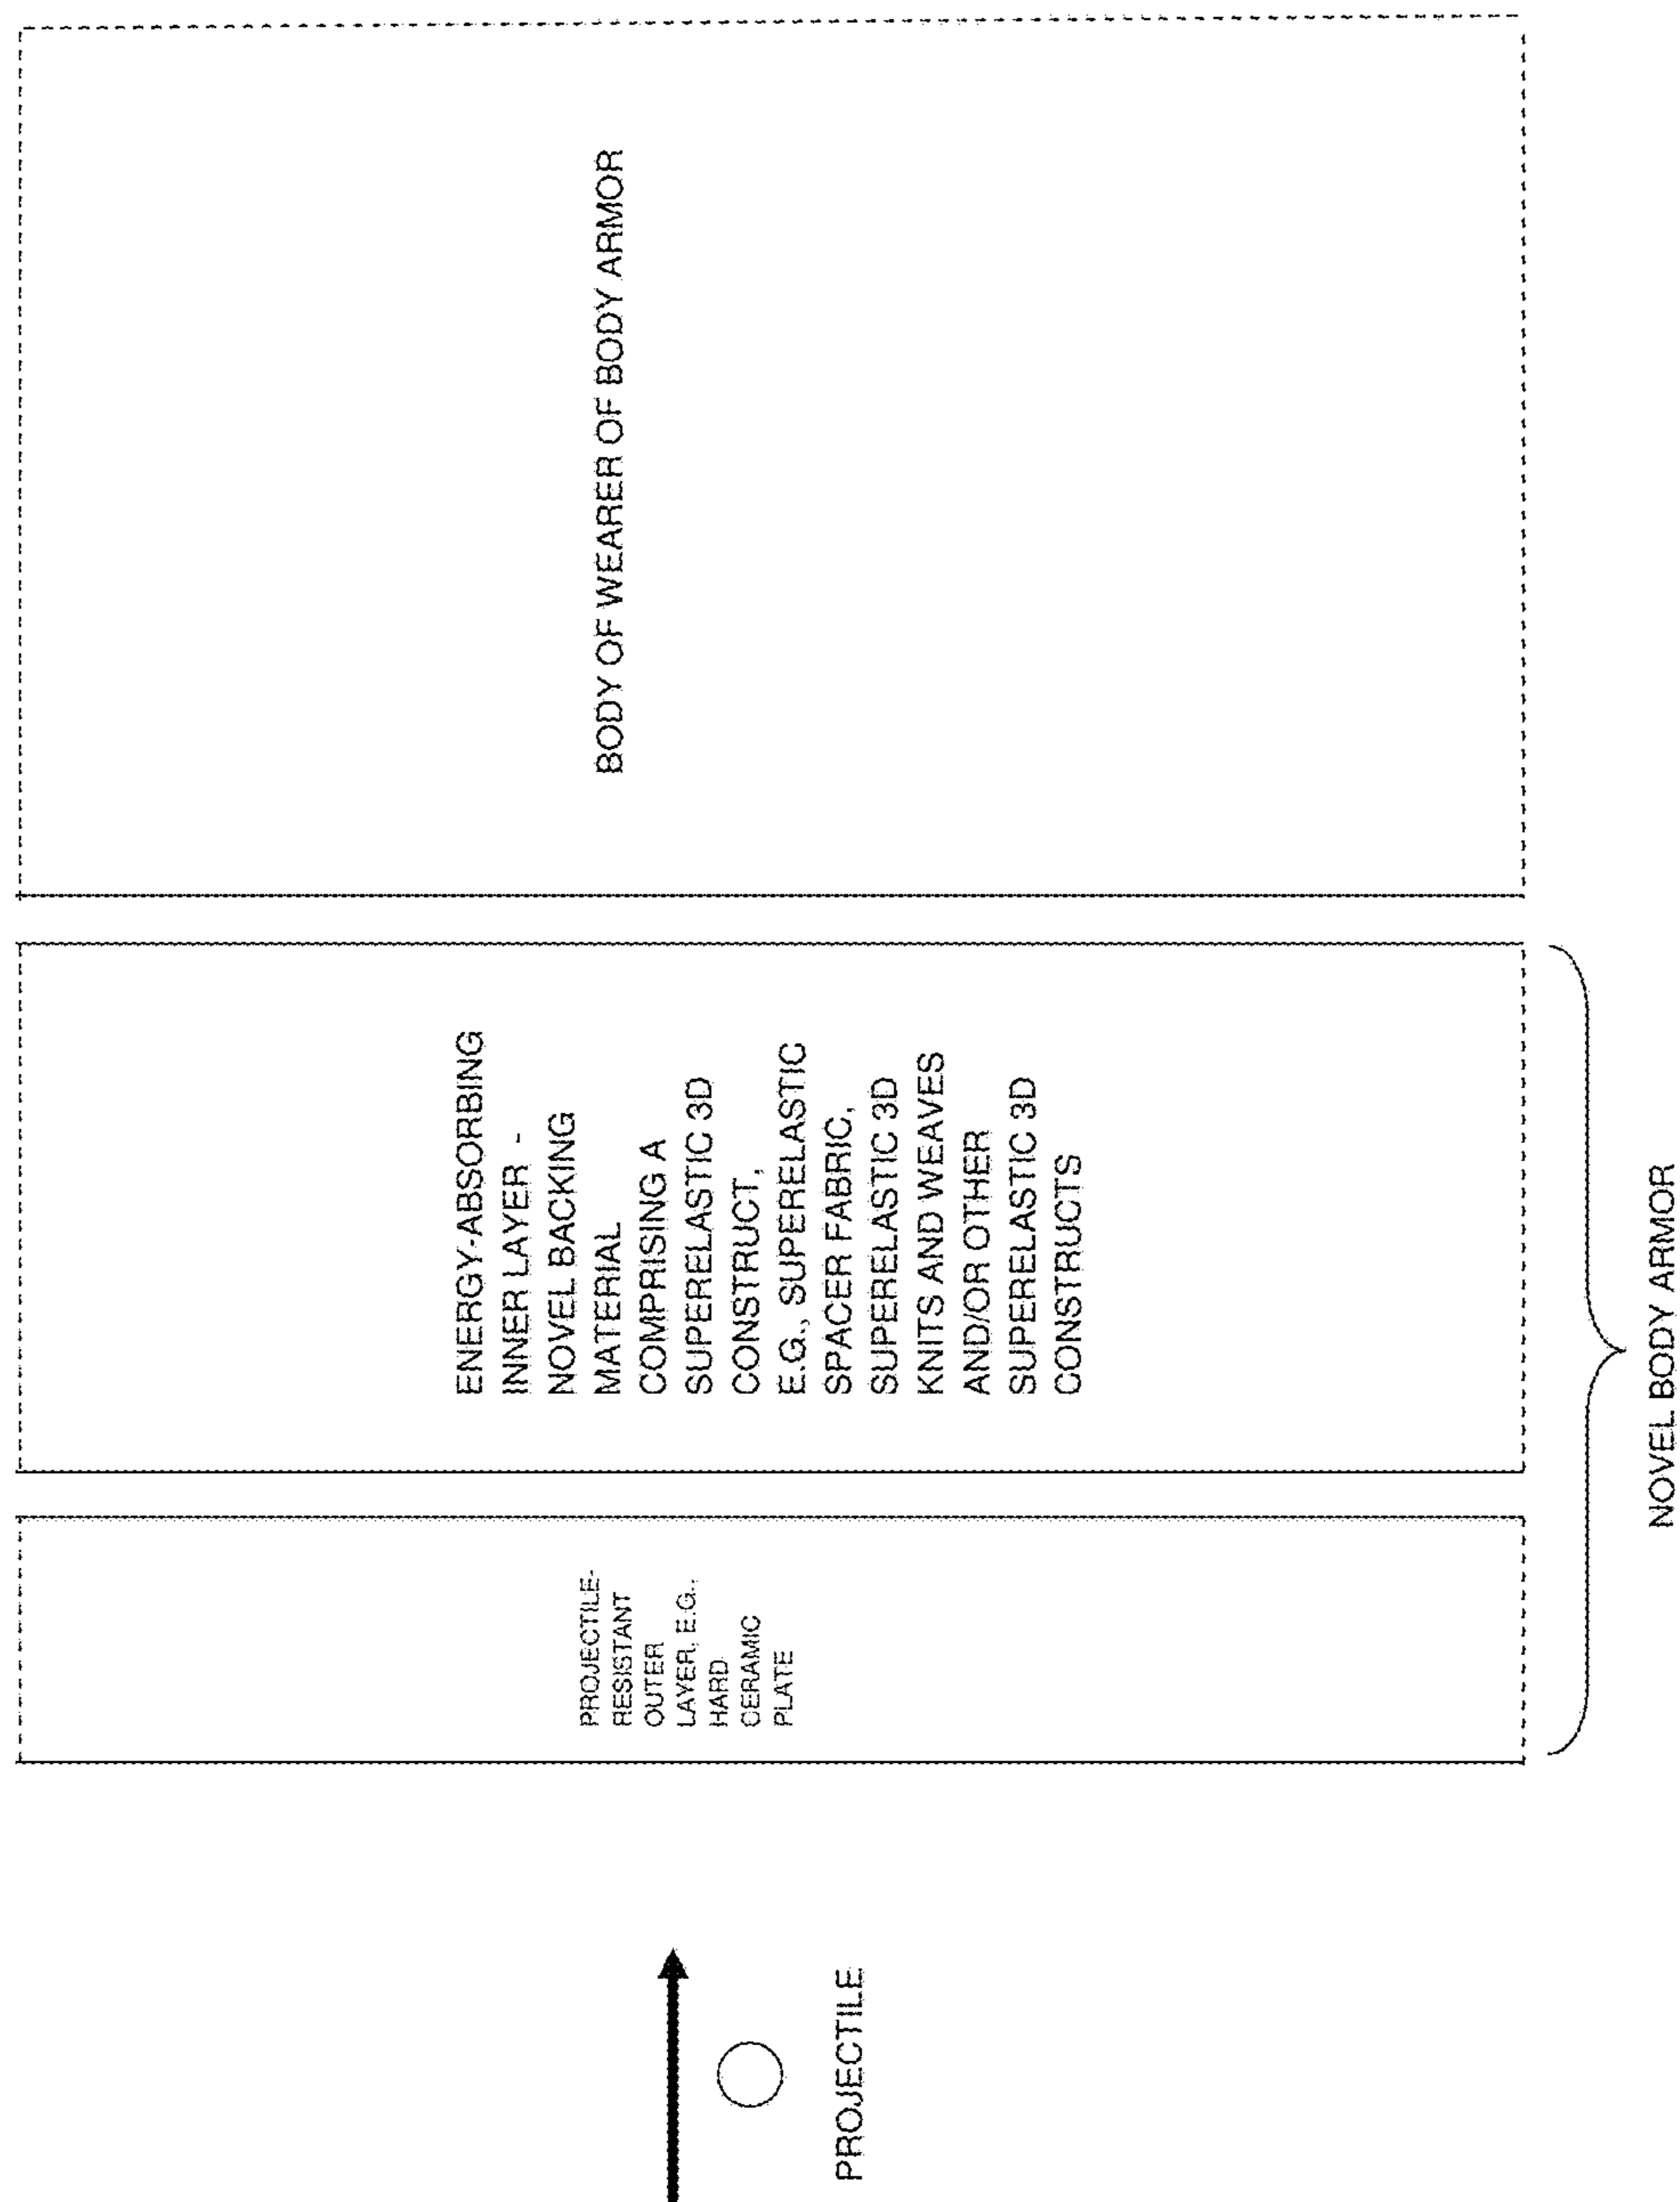 PROJECTILE
PROJECTILE-
RESISTANT
OUTER
LAYER, E.G.,
HARD
CERAMIC
PLATE
ENERGY-ABSORBING
INNER LAYER -
NOVEL BACKING
MATERIAL
COMPRISING A
SUPERELASTIC 3D
CONSTRUCT,
E.G., SUPERELASTIC
SPACER FABRIC,
SUPERELASTIC 3D
KNITS AND WEAVES
AND/OR OTHER
SUPERELASTIC 3D
CONSTRUCTS
BODY OF WEARER OF BODY ARMOR
NOVEL BODY ARMOR